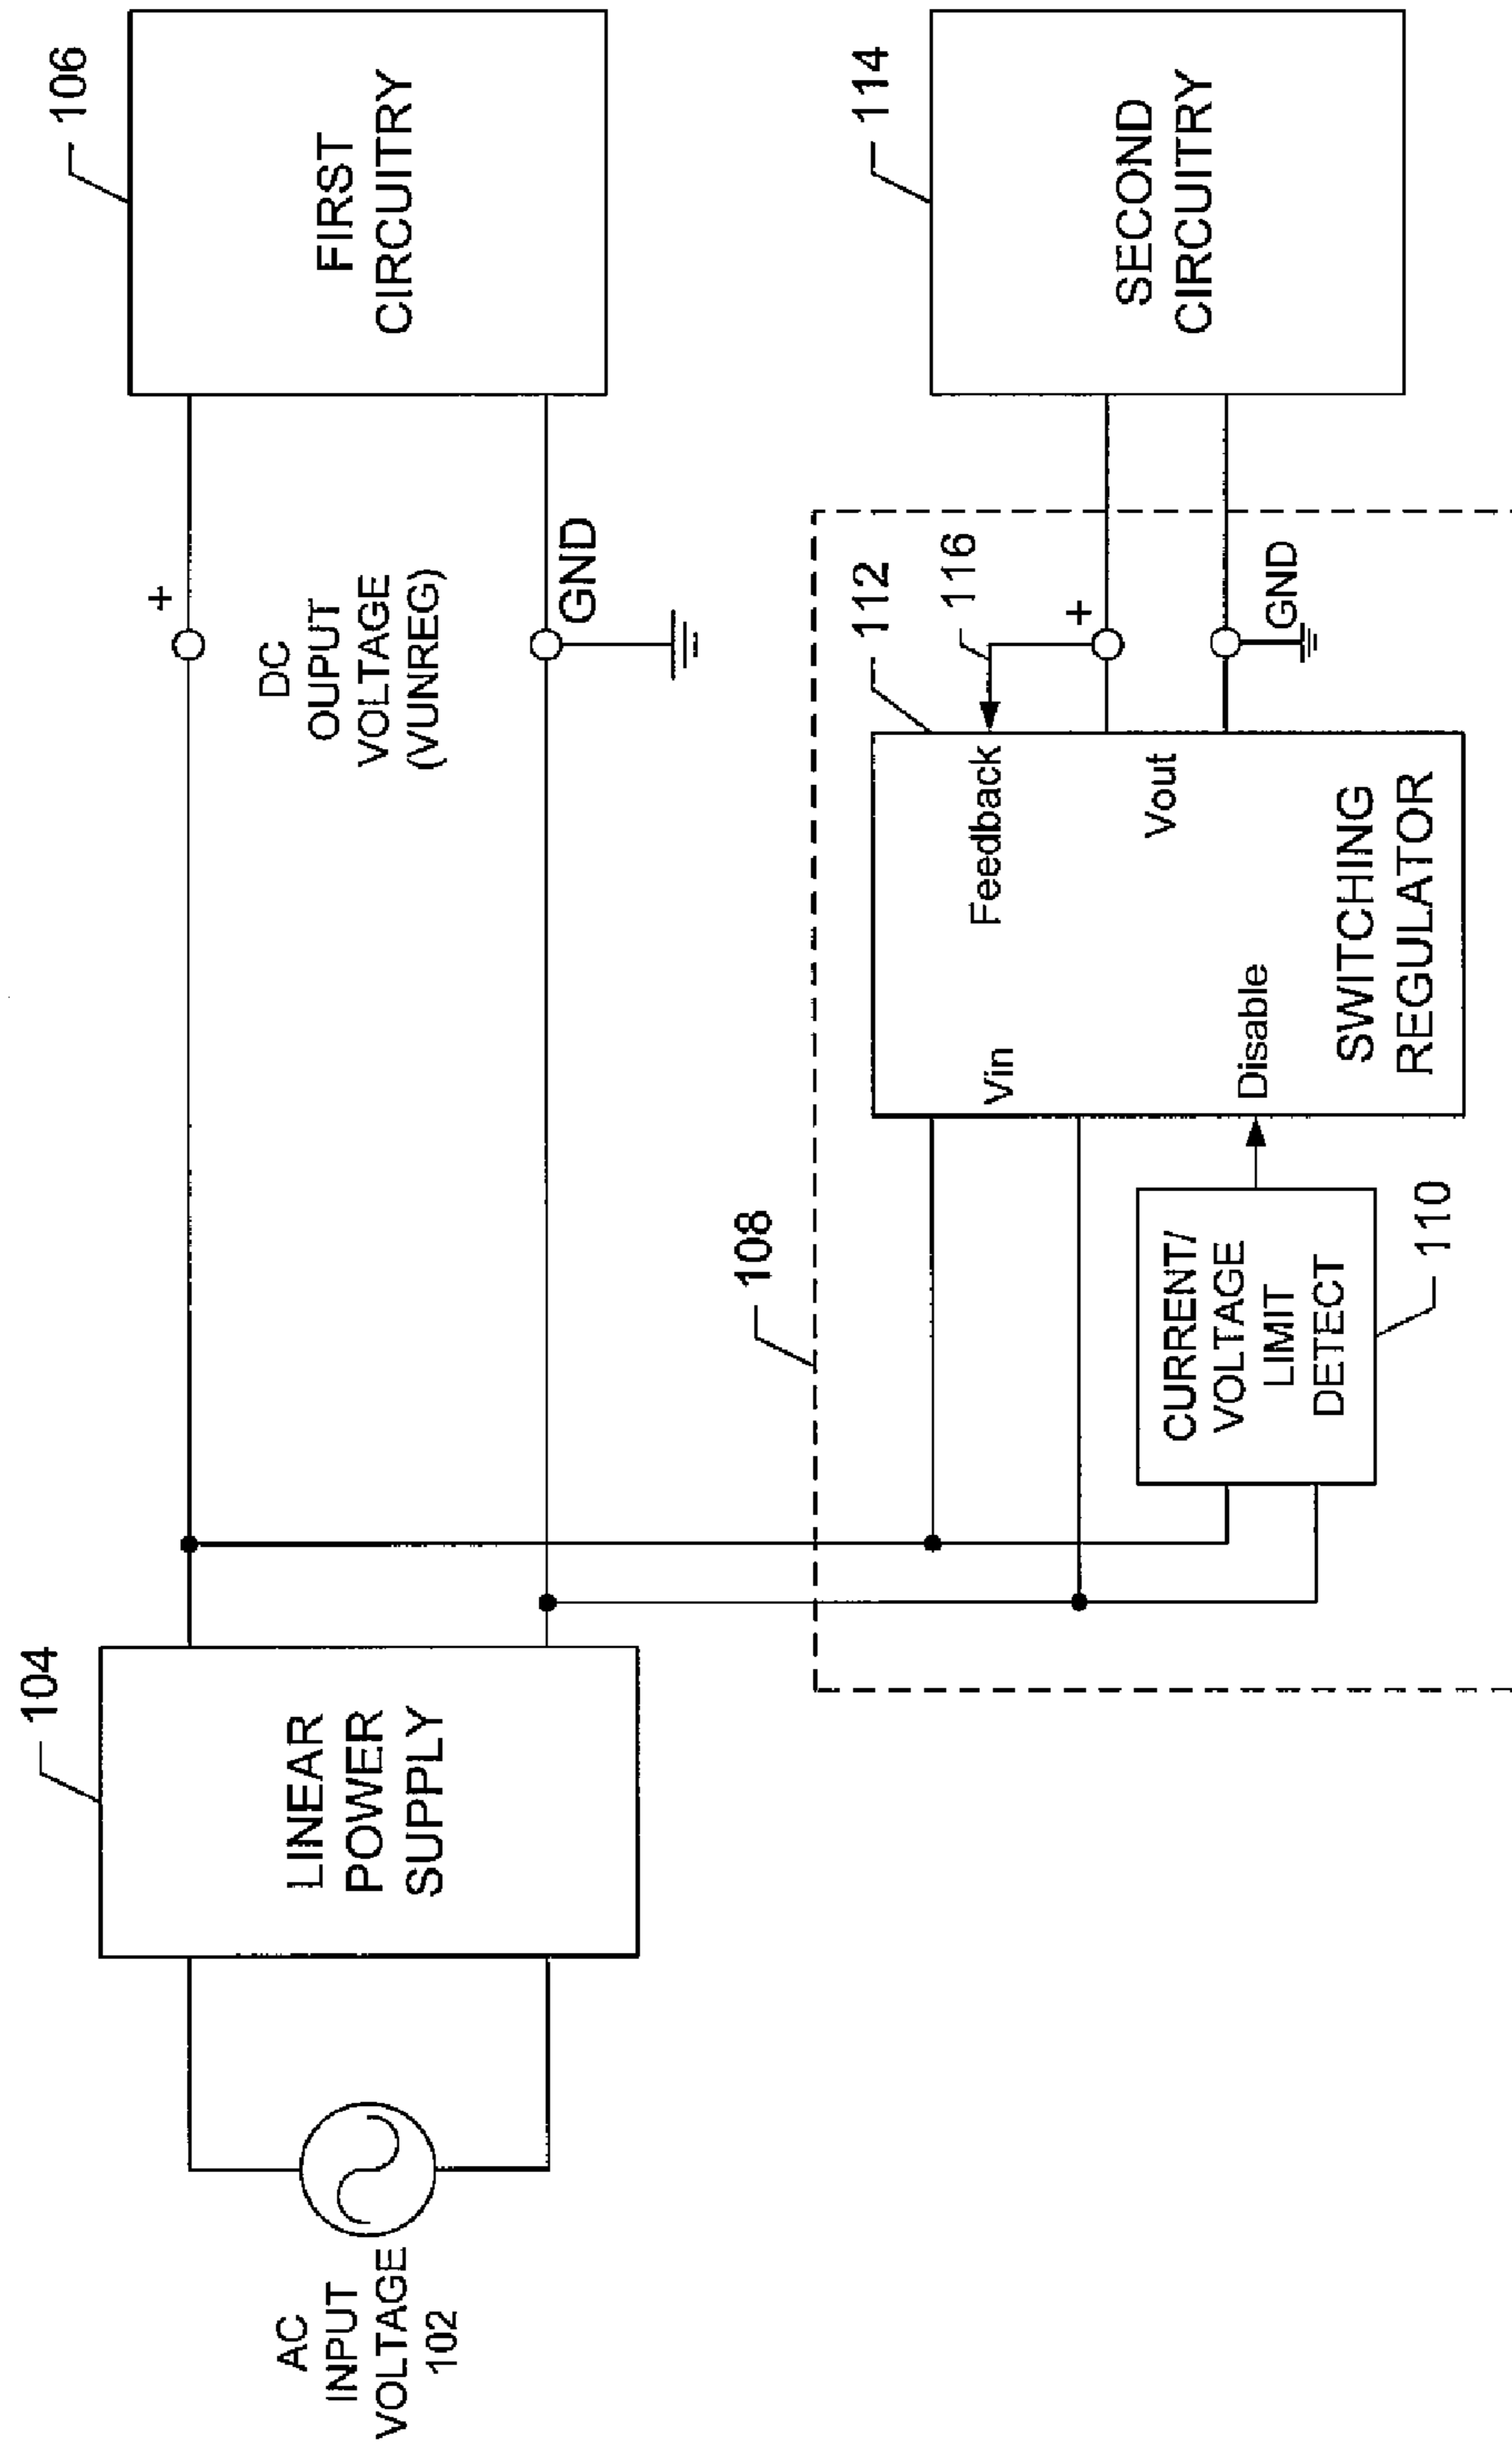 AC
INPUT
VOLTAGE
102
104
LINEAR
POWER
SUPPLY
+
DC
OUPUT
VOLTAGE
(VUNREG)
GND
106
FIRST
CIRCUITRY
108
CURRENT/
VOLTAGE
LIMIT
DETECT
110
112
Vin
Feedback
Disable
Vout
SWITCHING
REGULATOR
116
+
GND
114
SECOND
CIRCUITRY